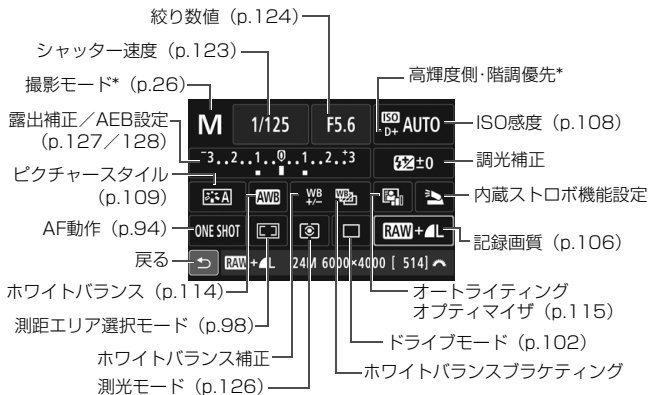 絞り数値（p.124）
シャッター速度（p.123）
撮影モード*（p.26）
高輝度側・階調優先*
露出補正／AEB設定
（p.127／128）
ISO感度（p.108）
調光補正
ピクチャースタイル
（p.109）
内蔵ストロボ機能設定
AF動作（p.94）
記録画質（p.106）
戻る
ホワイトバランス（p.114）
オートライティング
オプティマイザ（p.115）
測距エリア選択モード（p.98）
ドライブモード（p.102）
ホワイトバランス補正
ホワイトバランスブラケティング
測光モード（p.126）
M 1/125 F5.6 ISO D+ AUTO
-3..2..1..0..1..2..+3 ±0
A AWB WB +/- WB
ONE SHOT RAW+L
RAW+L 24M 6000×4000 [ 514]